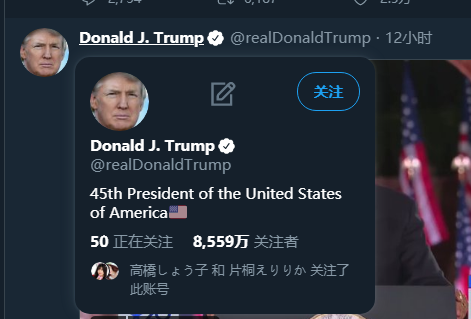 Donald J. Trump @realDonaldTrump · 12小时
关注
Donald J. Trump
@realDonaldTrump
45th President of the United States
of America🇺🇸
50 正在关注 8,559万 关注者
高橋しょう子 和 片桐えりりか 关注了
此账号